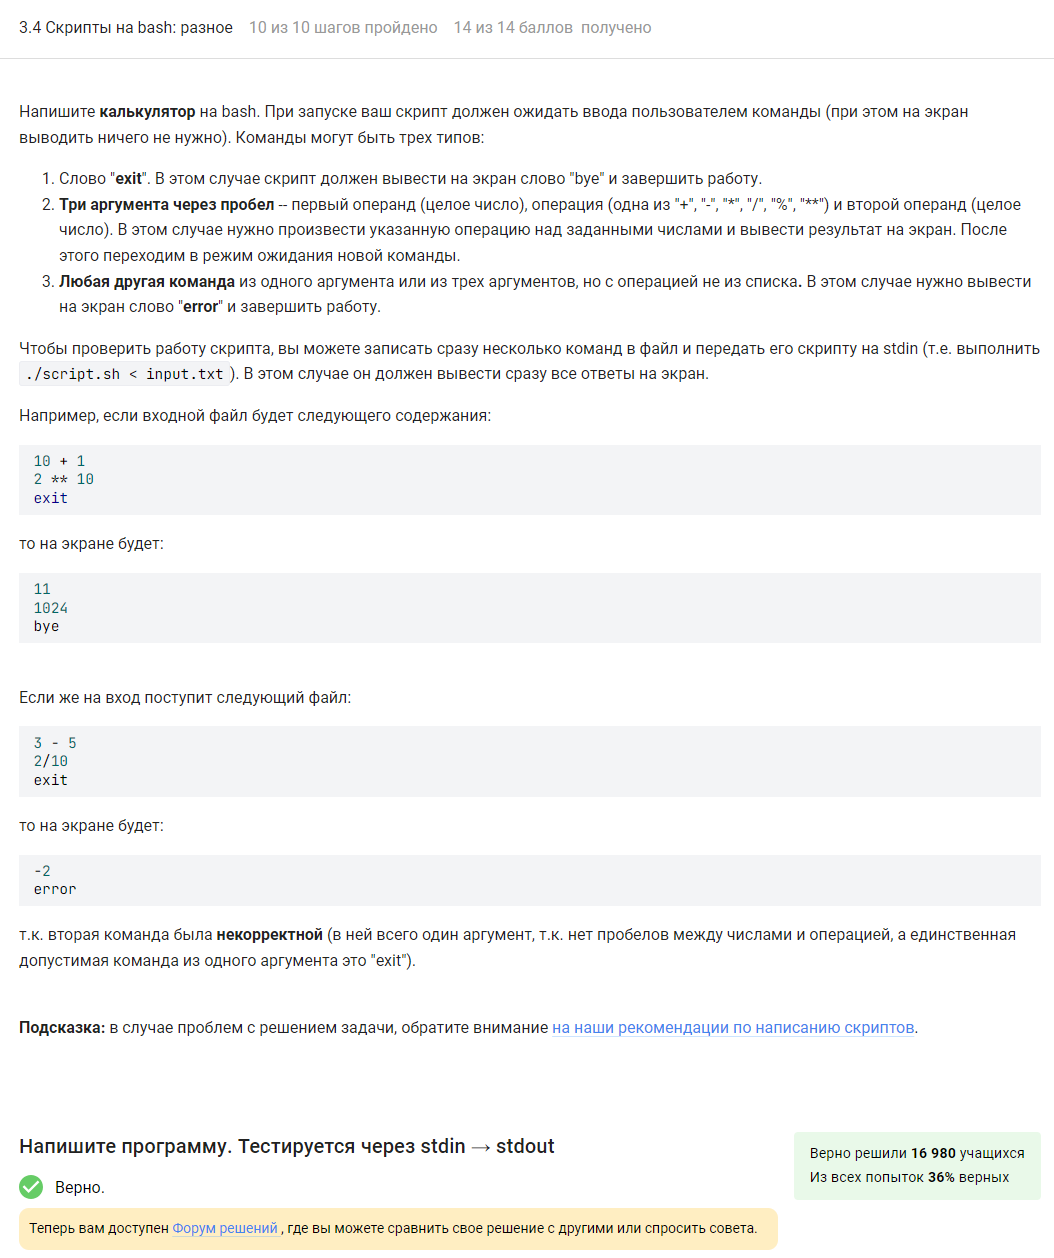 3.4 Скрипты на bash: разное 10 из 10 шагов пройдено 14 из 14 баллов получено
Напишите калькулятор на bash. При запуске ваш скрипт должен ожидать ввода пользователем команды (при этом на экран
выводить ничего не нужно). Команды могут быть трех типов:
1. Слово "exit". В этом случае скрипт должен вывести на экран слово "bye" и завершить работу.
2. Три аргумента через пробел -- первый операнд (целое число), операция (одна из "+", "-", "*", "/", "%", "**") и второй операнд (целое
число). В этом случае нужно произвести указанную операцию над заданными числами и вывести результат на экран. После
этого переходим в режим ожидания новой команды.
3. Любая другая команда из одного аргумента или из трех аргументов, но с операцией не из списка. В этом случае нужно вывести
на экран слово "error" и завершить работу.
Чтобы проверить работу скрипта, вы можете записать сразу несколько команд в файл и передать его скрипту на stdin (т.е. выполнить
./script.sh < input.txt ). В этом случае он должен вывести сразу все ответы на экран.
Например, если входной файл будет следующего содержания:
10 + 1
2 ** 10
exit
то на экране будет:
11
1024
bye
Если же на вход поступит следующий файл:
3 - 5
2/10
exit
то на экране будет:
-2
error
т.к. вторая команда была некорректной (в ней всего один аргумент, т.к. нет пробелов между числами и операцией, а единственная
допустимая команда из одного аргумента это "exit").
Подсказка: в случае проблем с решением задачи, обратите внимание на наши рекомендации по написанию скриптов.
Напишите программу. Тестируется через stdin → stdout
Верно решили 16 980 учащихся
Из всех попыток 36% верных
Верно.
Теперь вам доступен Форум решений , где вы можете сравнить свое решение с другими или спросить совета.